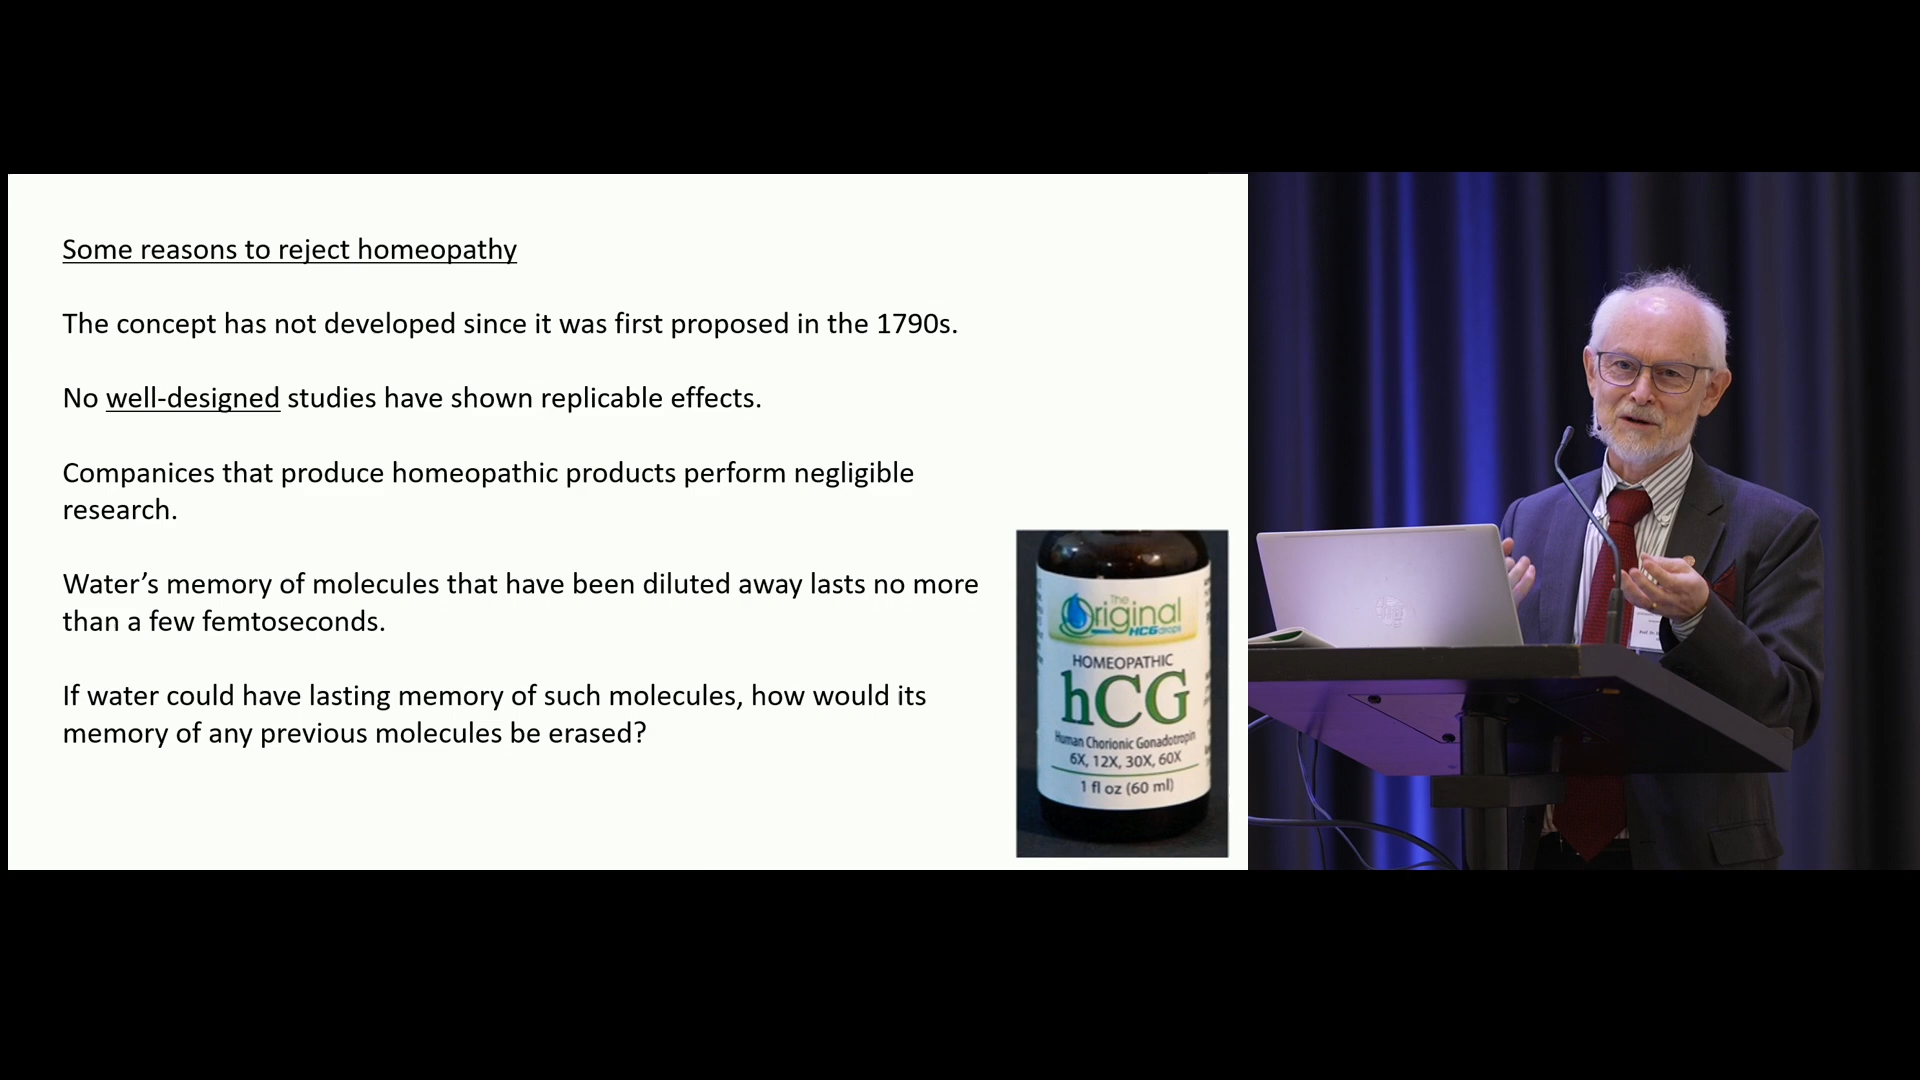 Some reasons to reject homeopathy
The concept has not developed since it was first proposed in the 1790s.
No well-designed studies have shown replicable effects.
Companices that produce homeopathic products perform negligible
research.
Water’s memory of molecules that have been diluted away lasts no more
than a few femtoseconds.
If water could have lasting memory of such molecules, how would its
memory of any previous molecules be erased?
The
Original
HCG drops
HOMEOPATHIC
hCG
Human Chorionic Gonadotropin
6X, 12X, 30X, 60X
1 fl oz (60 ml)
Prof. Dr.